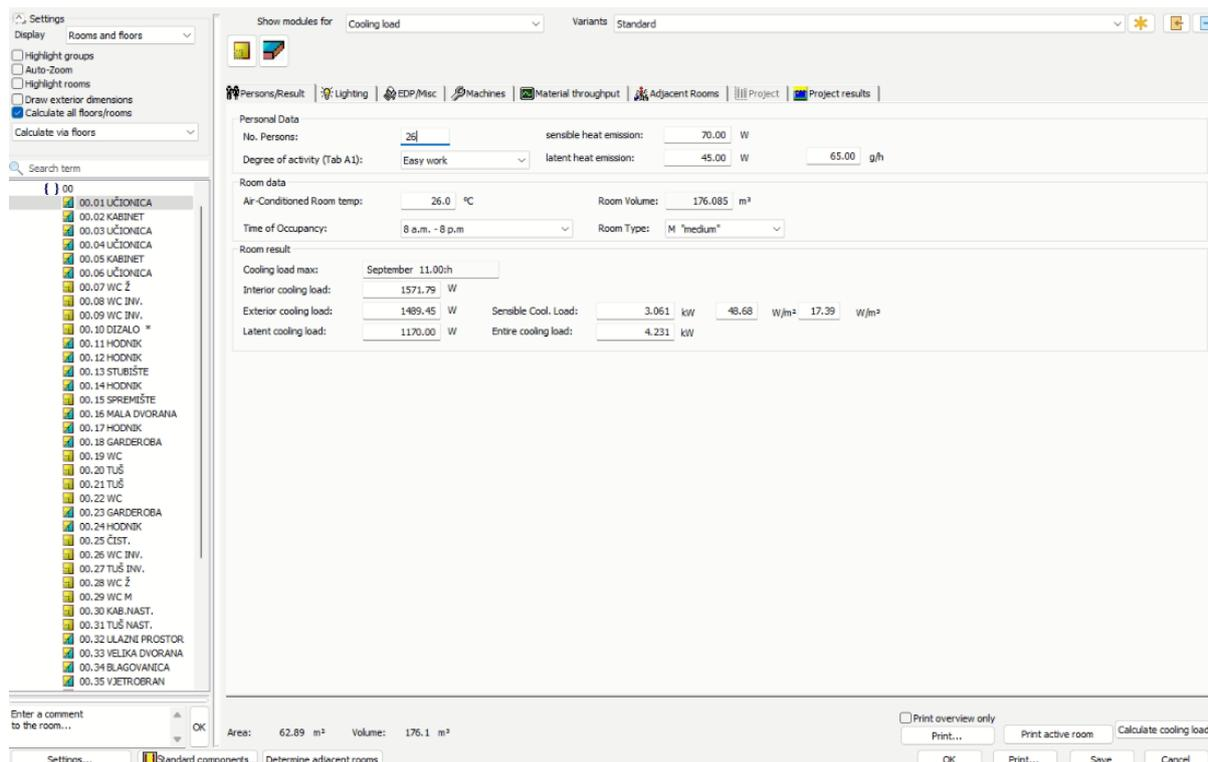 Settings
Display Rooms and floors
Highlight groups
Auto-Zoom
Highlight rooms
Draw exterior dimensions
Calculate all floors/rooms
Calculate via floors
Search term
{ } 00
00.01 UČIONICA
00.02 KABINET
00.03 UČIONICA
00.04 UČIONICA
00.05 KABINET
00.06 UČIONICA
00.07 WC Ž
00.08 WC INV.
00.09 WC INV.
00.10 DIZALO *
00.11 HODNIK
00.12 HODNIK
00.13 STUBIŠTE
00.14 HODNIK
00.15 SPREMIŠTE
00.16 MALA DVORANA
00.17 HODNIK
00.18 GARDEROBA
00.19 WC
00.20 TUŠ
00.21 TUŠ
00.22 WC
00.23 GARDEROBA
00.24 HODNIK
00.25 ČIST.
00.26 WC INV.
00.27 TUŠ INV.
00.28 WC Ž
00.29 WC M
00.30 KAB.NAST.
00.31 TUŠ NAST.
00.32 ULAZNI PROSTOR
00.33 VELIKA DVORANA
00.34 BLAGOVANICA
00.35 VJETROBRAN
Enter a comment
to the room...
OK
Settings... Standard components Determine adjacent rooms
Show modules for Cooling load Variants Standard
Persons/Result Lighting EDP/Misc Machines Material throughput Adjacent Rooms Project Project results
Personal Data
No. Persons: 26 sensible heat emission: 70.00 W
Degree of activity (Tab A1): Easy work latent heat emission: 45.00 W 65.00 g/h
Room data
Air-Conditioned Room temp: 26.0 °C Room Volume: 176.085 m³
Time of Occupancy: 8 a.m. - 8 p.m Room Type: M "medium"
Room result
Cooling load max: September 11.00:h
Interior cooling load: 1571.79 W
Exterior cooling load: 1489.45 W Sensible Cool. Load: 3.061 kW 48.68 W/m² 17.39 W/m³
Latent cooling load: 1170.00 W Entire cooling load: 4.231 kW
Area: 62.89 m² Volume: 176.1 m³
Print overview only
Print... Print active room Calculate cooling load
OK Print... Save Cancel